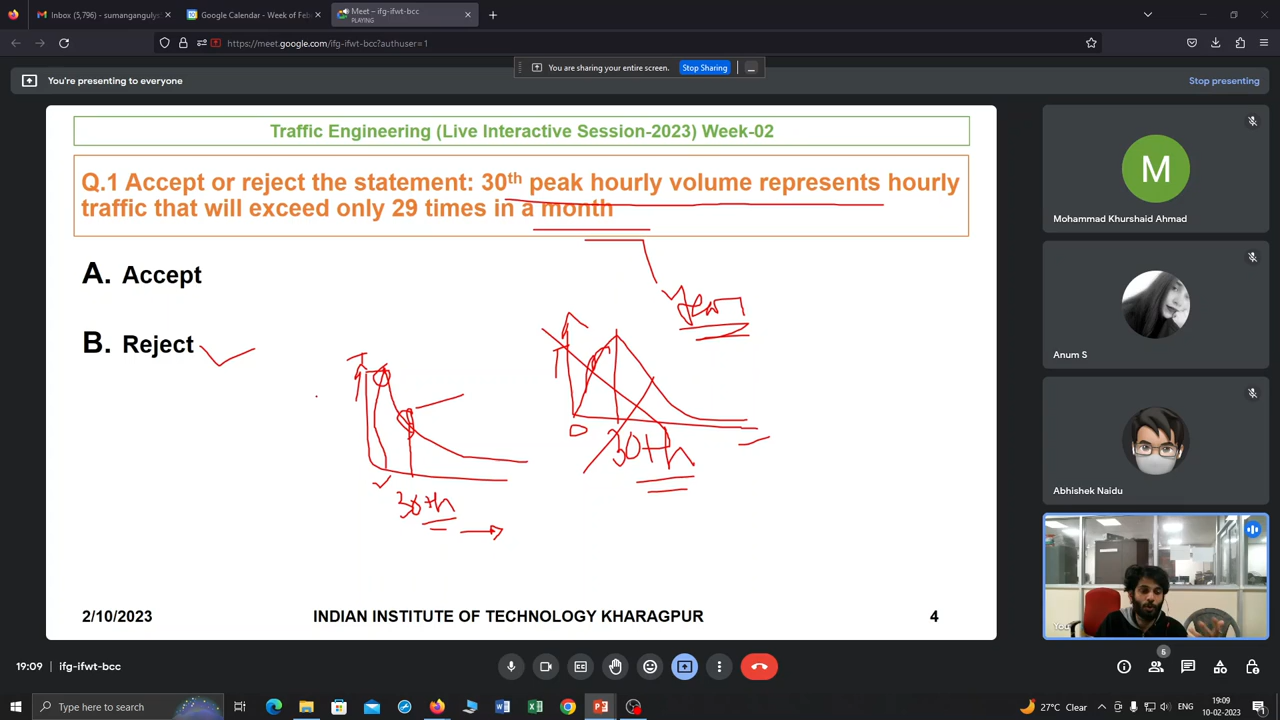 Inbox (5,796) - sumangangulys
Google Calendar - Week of Feb
Meet – ifg-ifwt-bcc
PLAYING
https://meet.google.com/ifg-ifwt-bcc?authuser=1
You are sharing your entire screen.
Stop Sharing
You're presenting to everyone
Stop presenting
Traffic Engineering (Live Interactive Session-2023) Week-02
Q.1 Accept or reject the statement: 30th peak hourly volume represents hourly
traffic that will exceed only 29 times in a month
A. Accept
B. Reject
year
30th
0
30th
2/10/2023
INDIAN INSTITUTE OF TECHNOLOGY KHARAGPUR
4
M
Mohammad Khurshaid Ahmad
Anum S
Abhishek Naidu
You
19:09
ifg-ifwt-bcc
6
Type here to search
27°C Clear
ENG
19:09
10-02-2023